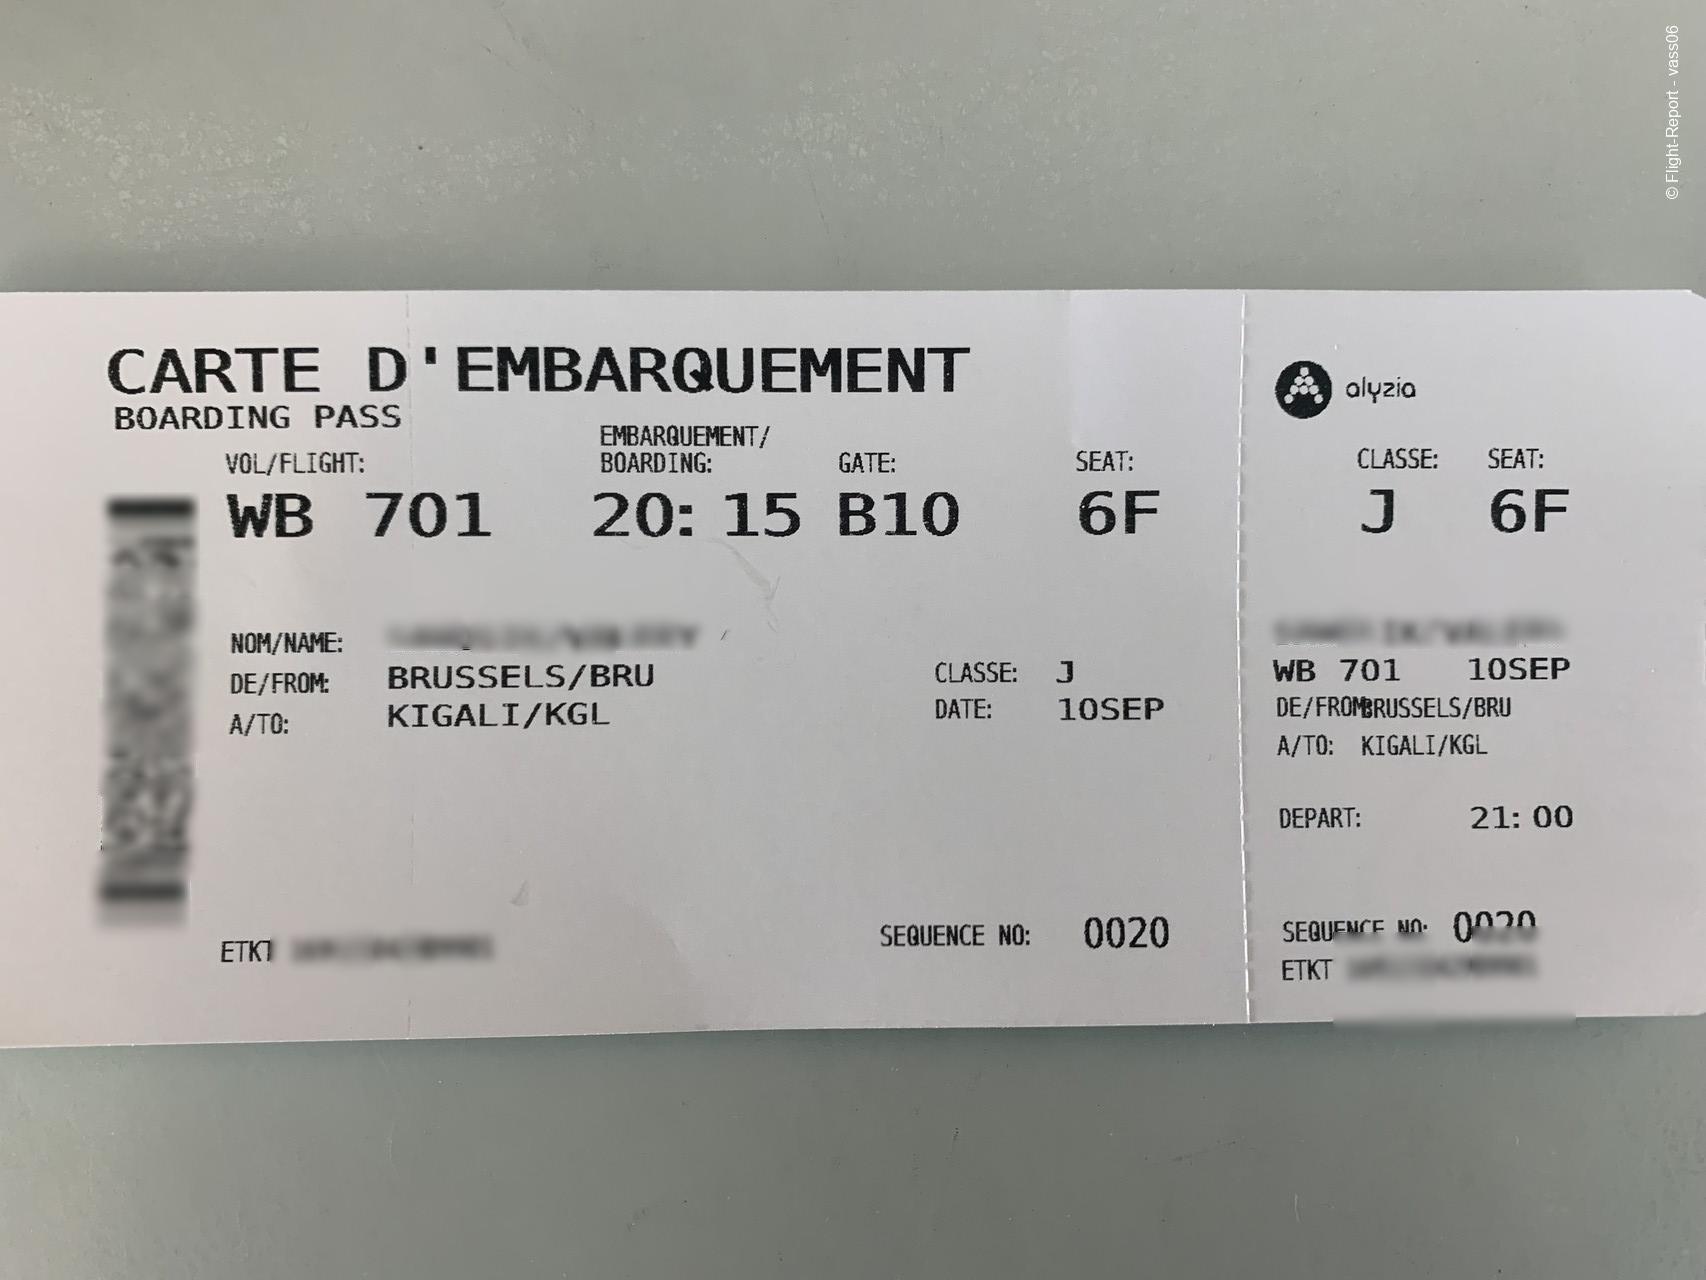 © Flight-Report - vass06
CARTE D'EMBARQUEMENT
BOARDING PASS
VOL/FLIGHT: EMBARQUEMENT/BOARDING: GATE: SEAT:
WB 701 20: 15 B10 6F
NOM/NAME:
DE/FROM: BRUSSELS/BRU CLASSE: J
A/TO: KIGALI/KGL DATE: 10SEP
ETKT SEQUENCE NO: 0020
alyzia
CLASSE: SEAT:
J 6F
WB 701 10SEP
DE/FROM: BRUSSELS/BRU
A/TO: KIGALI/KGL
DEPART: 21: 00
SEQUENCE NO: 0020
ETKT